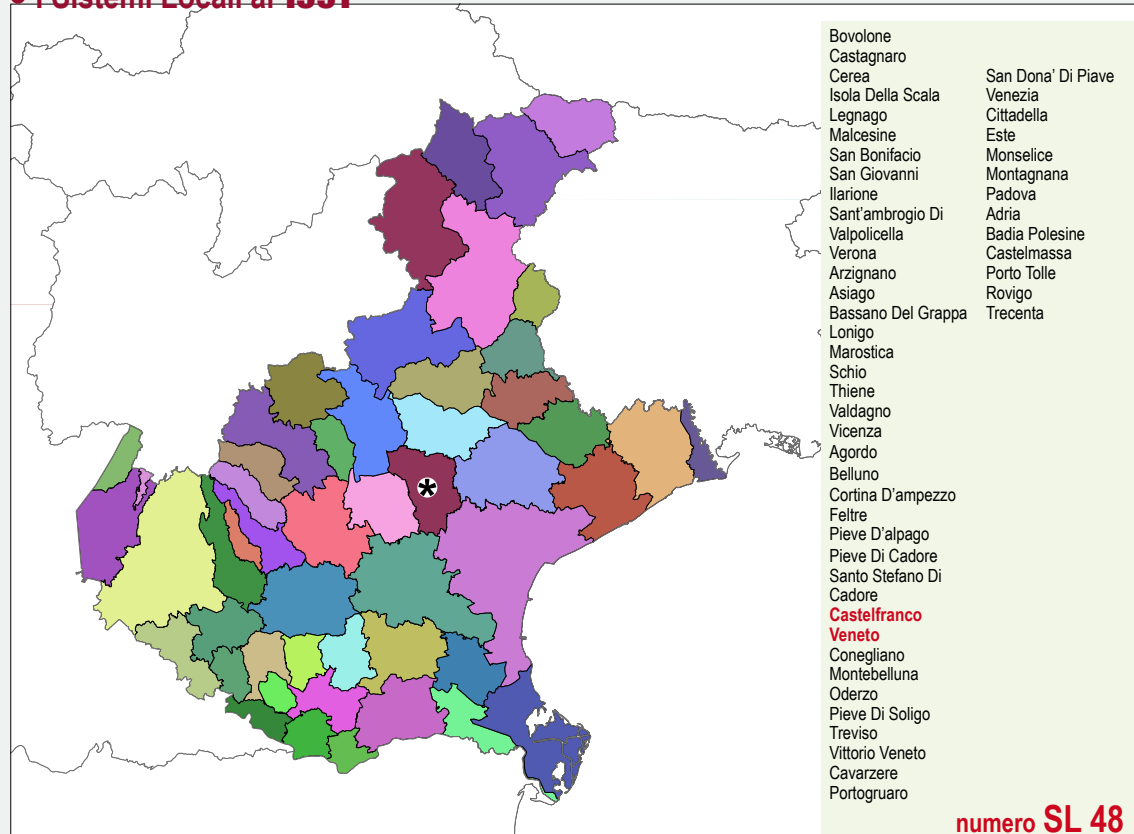 i Sistemi Locali al 1991
Bovolone
Castagnaro
Cerea
Isola Della Scala
Legnago
Malcesine
San Bonifacio
San Giovanni
Ilarione
Sant'ambrogio Di
Valpolicella
Verona
Arzignano
Asiago
Bassano Del Grappa
Lonigo
Marostica
Schio
Thiene
Valdagno
Vicenza
Agordo
Belluno
Cortina D'ampezzo
Feltre
Pieve D'alpago
Pieve Di Cadore
Santo Stefano Di
Cadore
Castelfranco
Veneto
Conegliano
Montebelluna
Oderzo
Pieve Di Soligo
Treviso
Vittorio Veneto
Cavarzere
Portogruaro
San Dona' Di Piave
Venezia
Cittadella
Este
Monselice
Montagnana
Padova
Adria
Badia Polesine
Castelmassa
Porto Tolle
Rovigo
Trecenta
numero SL 48